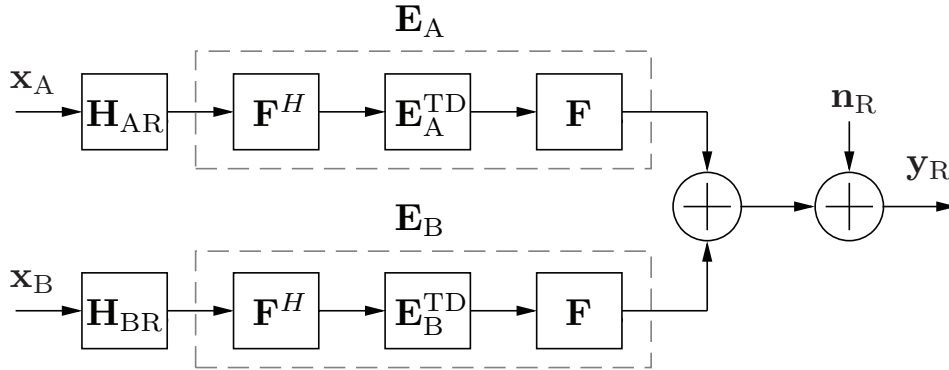 E_A
x_A H_AR F^H E_A^TD F
n_R
y_R
E_B
x_B H_BR F^H E_B^TD F